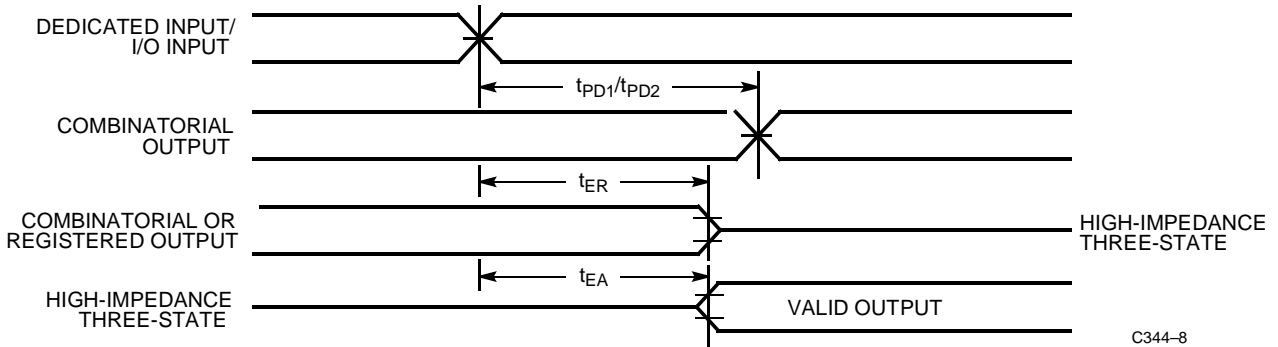 DEDICATED INPUT/
I/O INPUT
tPD1/tPD2
COMBINATORIAL
OUTPUT
tER
COMBINATORIAL OR
REGISTERED OUTPUT
HIGH-IMPEDANCE
THREE-STATE
tEA
HIGH-IMPEDANCE
THREE-STATE
VALID OUTPUT
C344–8